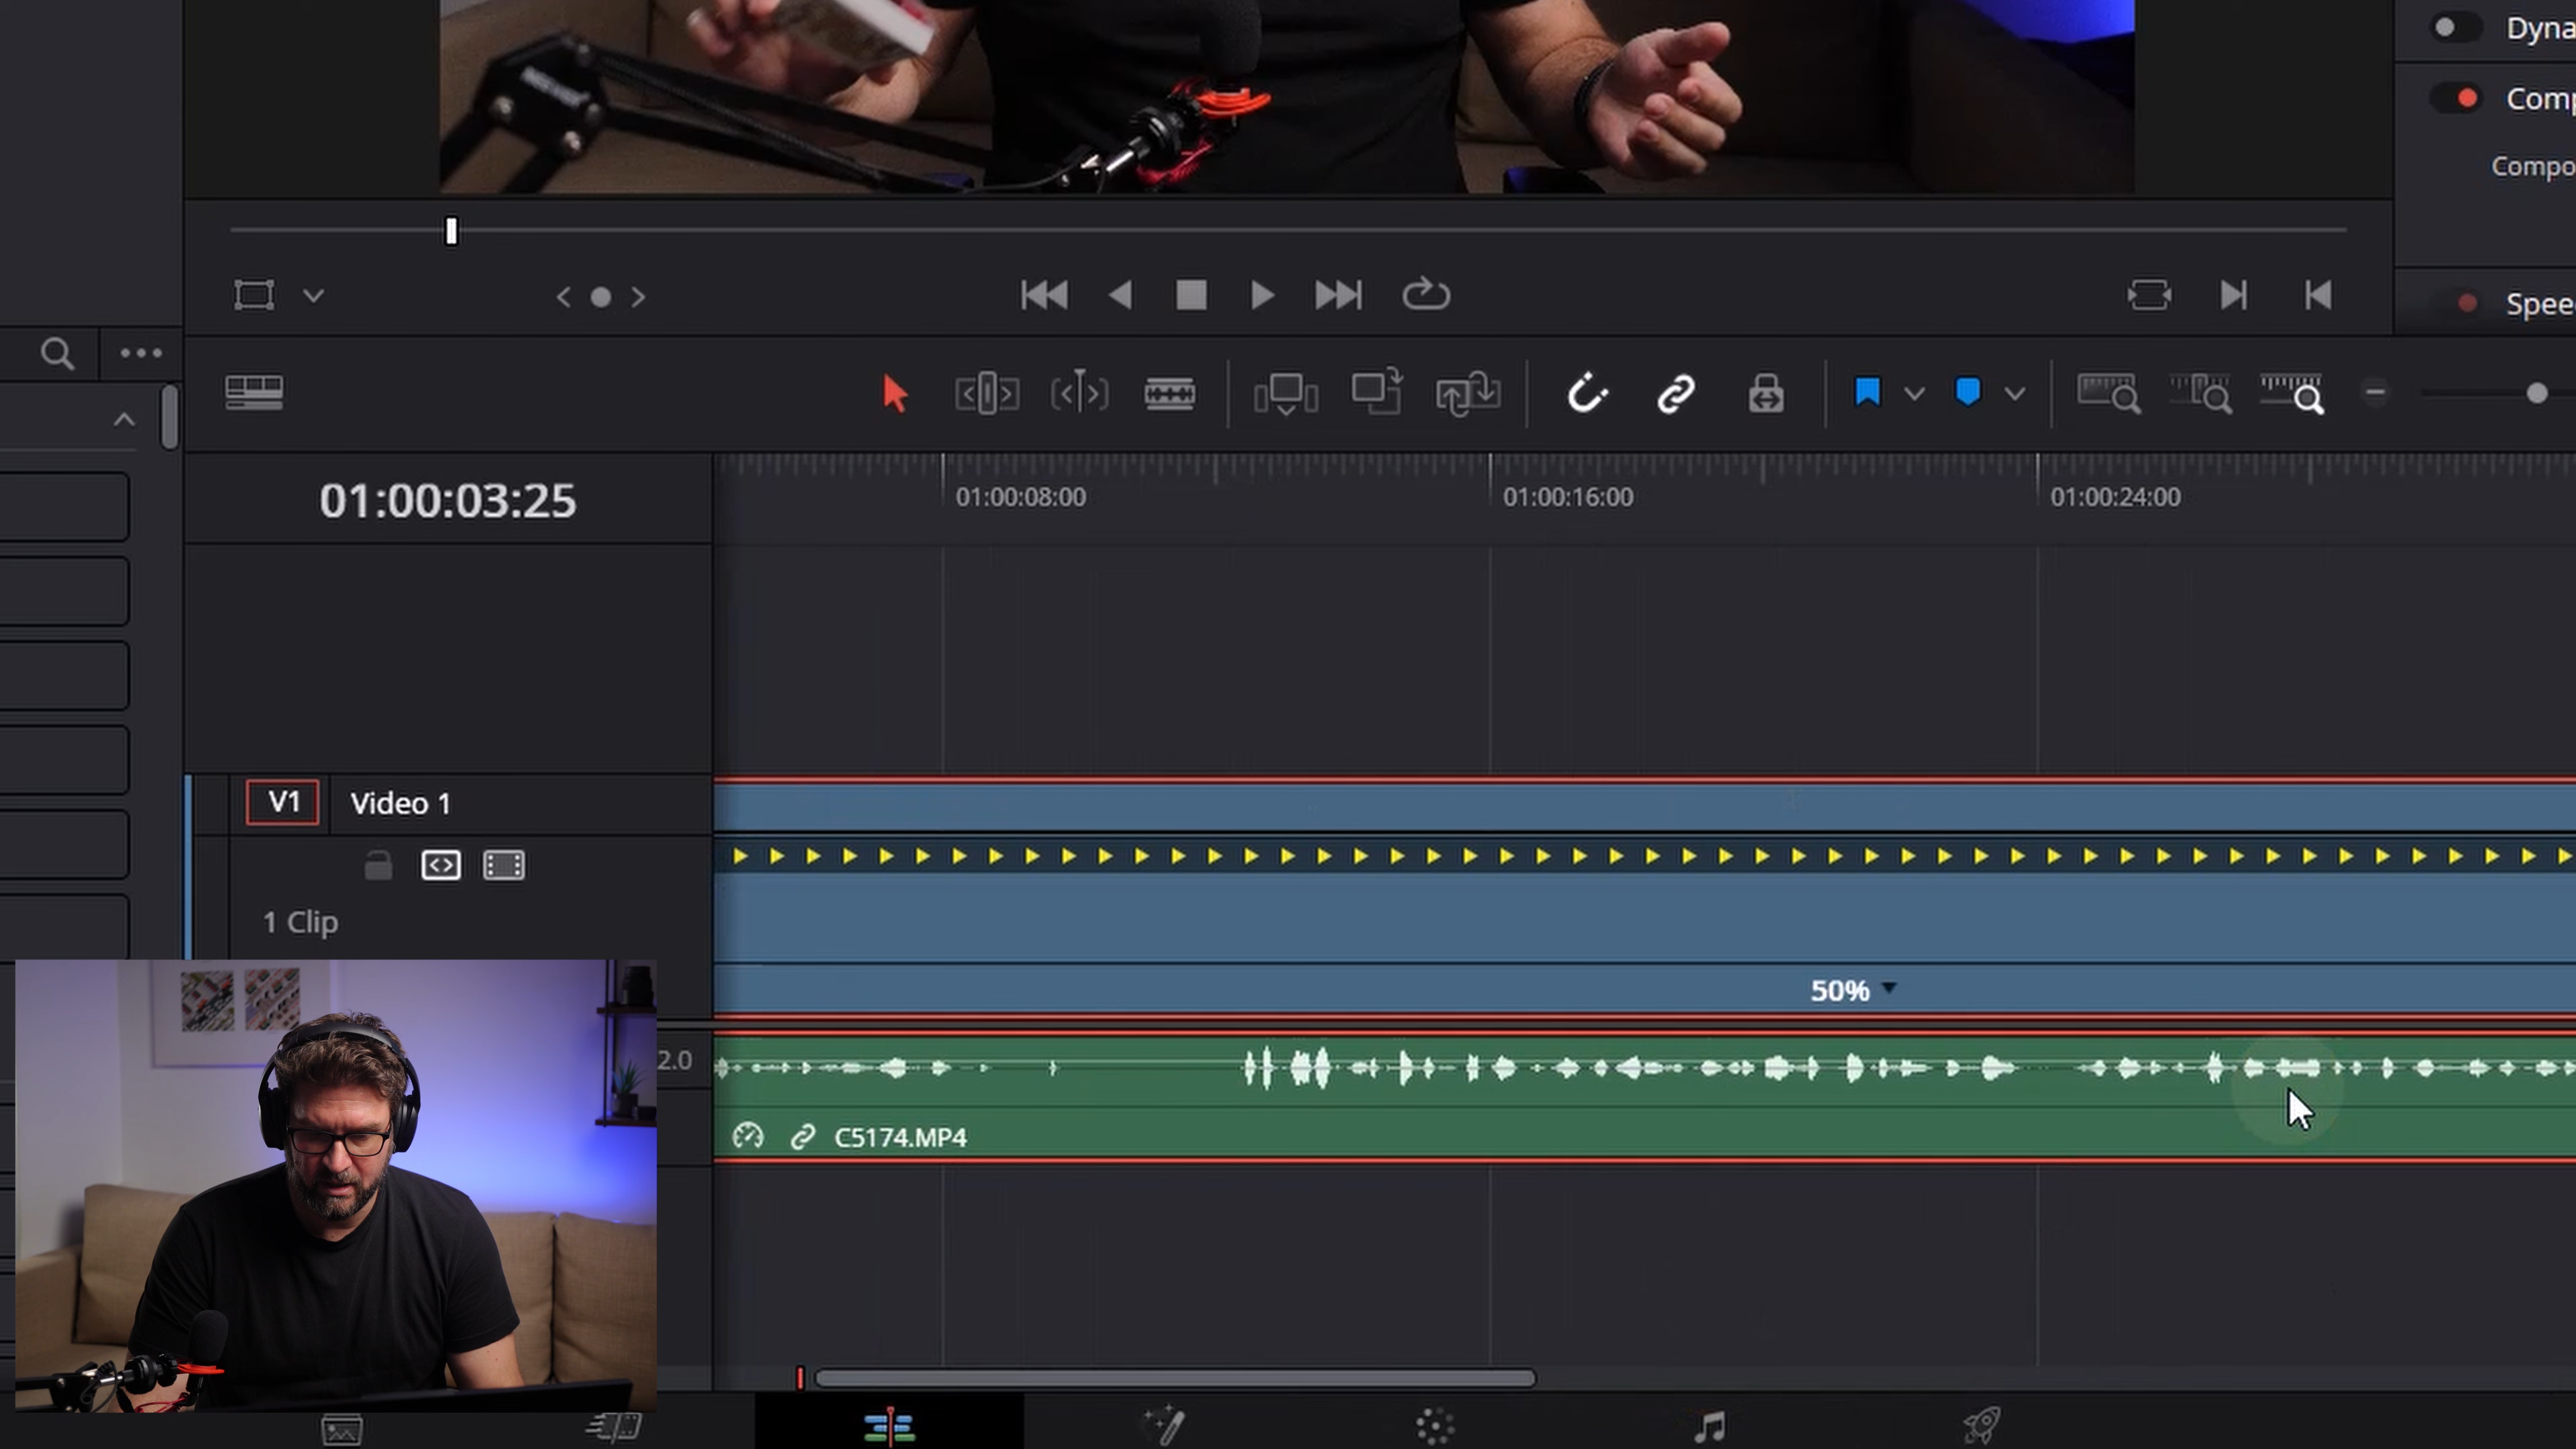 Dyna
Comp
Compo
Spee
01:00:03:25
01:00:08:00
01:00:16:00
01:00:24:00
V1
Video 1
1 Clip
50%
2.0
C5174.MP4